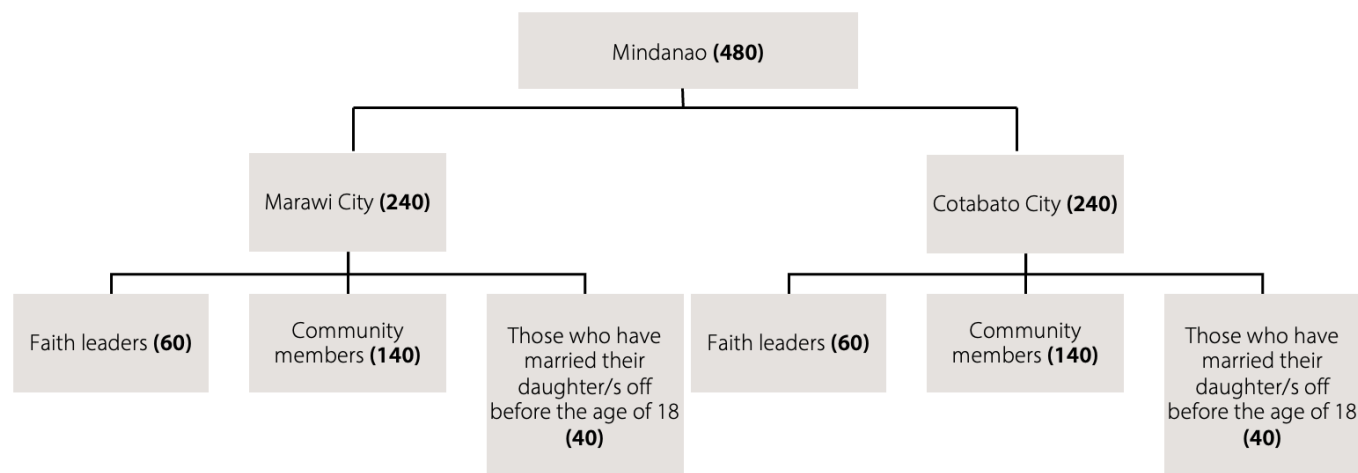 Mindanao (480)
Marawi City (240)
Cotabato City (240)
Faith leaders (60)
Community
members (140)
Those who have
married their
daughter/s off
before the age of 18
(40)
Faith leaders (60)
Community
members (140)
Those who have
married their
daughter/s off
before the age of 18
(40)